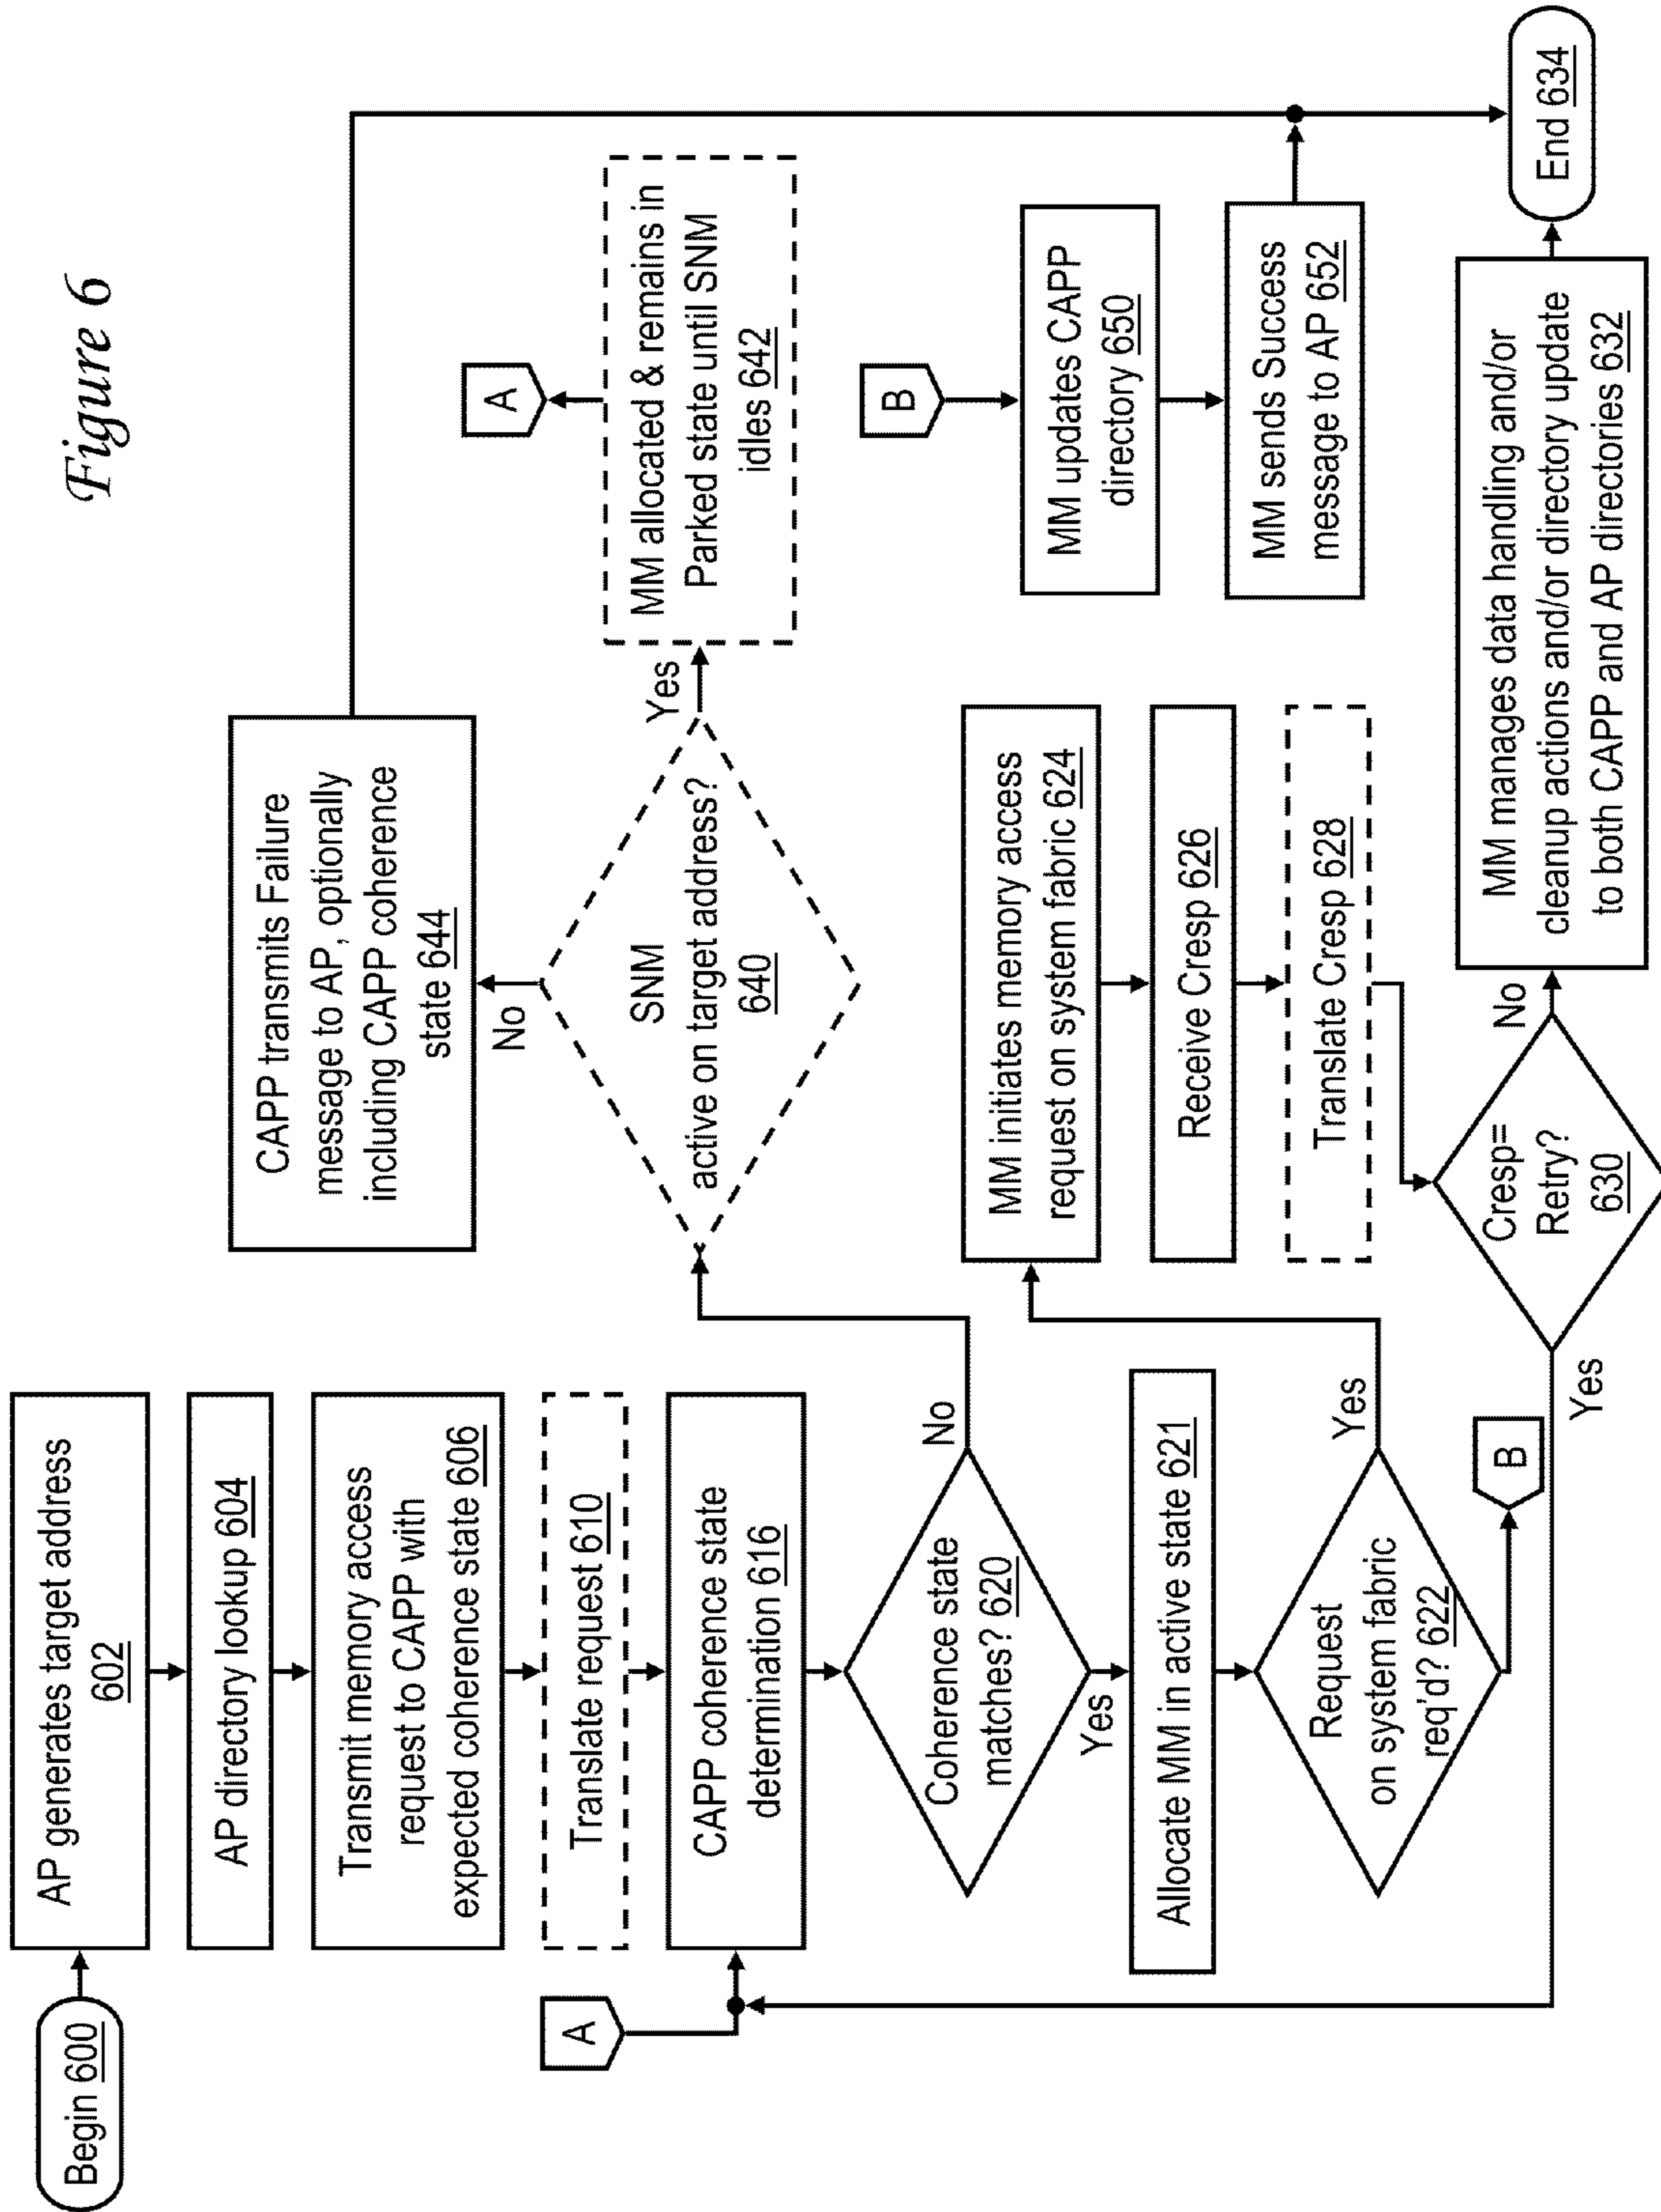 Figure 6
Begin 600
AP generates target address
602
AP directory lookup 604
Transmit memory access
request to CAPP with
expected coherence state 606
Translate request 610
A
CAPP coherence state
determination 616
Coherence state
matches? 620
No
Yes
Allocate MM in active state 621
Request
on system fabric
req'd? 622
Yes
B
CAPP transmits Failure
message to AP, optionally
including CAPP coherence
state 644
No
SNM
active on target address?
640
Yes
MM allocated & remains in
Parked state until SNM
idles 642
A
MM initiates memory access
request on system fabric 624
Receive Cresp 626
Translate Cresp 628
Cresp=
Retry?
630
Yes
No
B
MM updates CAPP
directory 650
MM sends Success
message to AP 652
MM manages data handling and/or
cleanup actions and/or directory update
to both CAPP and AP directories 632
End 634